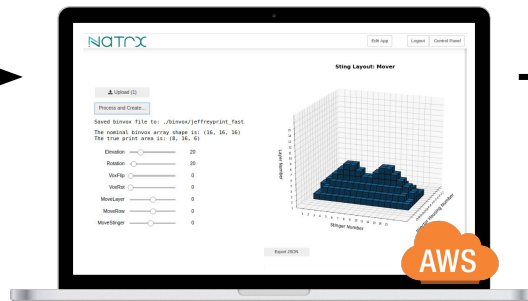 NATRX
Edit App
Logout
Control Panel
Sting Layout: Mover
Upload (1)
Process and Create...
Saved binvox file to: ./binvox/jeffreyprint_fast
The nominal binvox array shape is: (16, 16, 16)
The true print area is: (8, 16, 6)
Elevation 20
Rotation 20
VoxFlip 0
VoxRot 0
MoveLayer 0
MoveRow 0
MoveStinger 0
Layer Number
Stinger Number
Housing Number
Export JSON
AWS